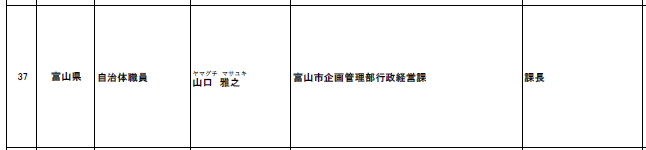 37
富山県
自治体職員
ヤマグチ マサユキ
山口 雅之
富山市企画管理部行政経営課
課長